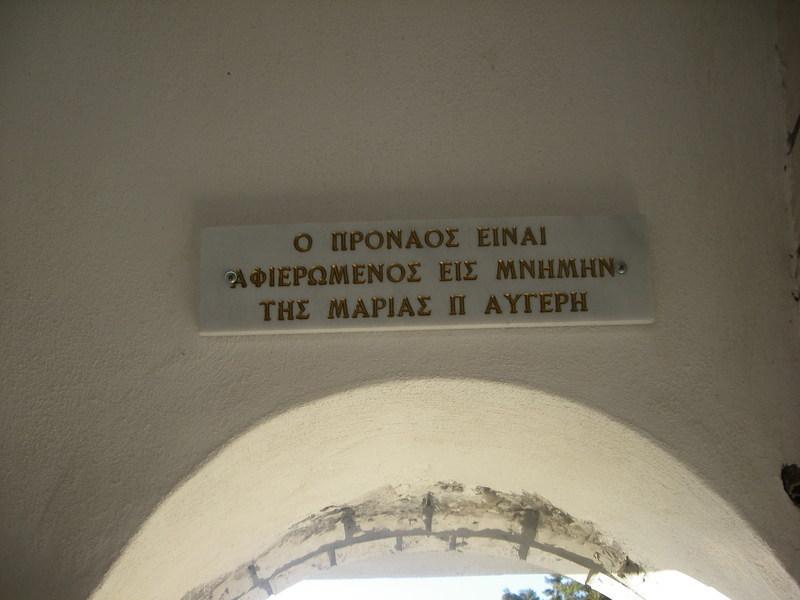 Ο ΠΡΟΝΑΟΣ ΕΙΝΑΙ
ΑΦΙΕΡΩΜΕΝΟΣ ΕΙΣ ΜΝΗΜΗΝ
ΤΗΣ ΜΑΡΙΑΣ Π ΑΥΓΕΡΗ